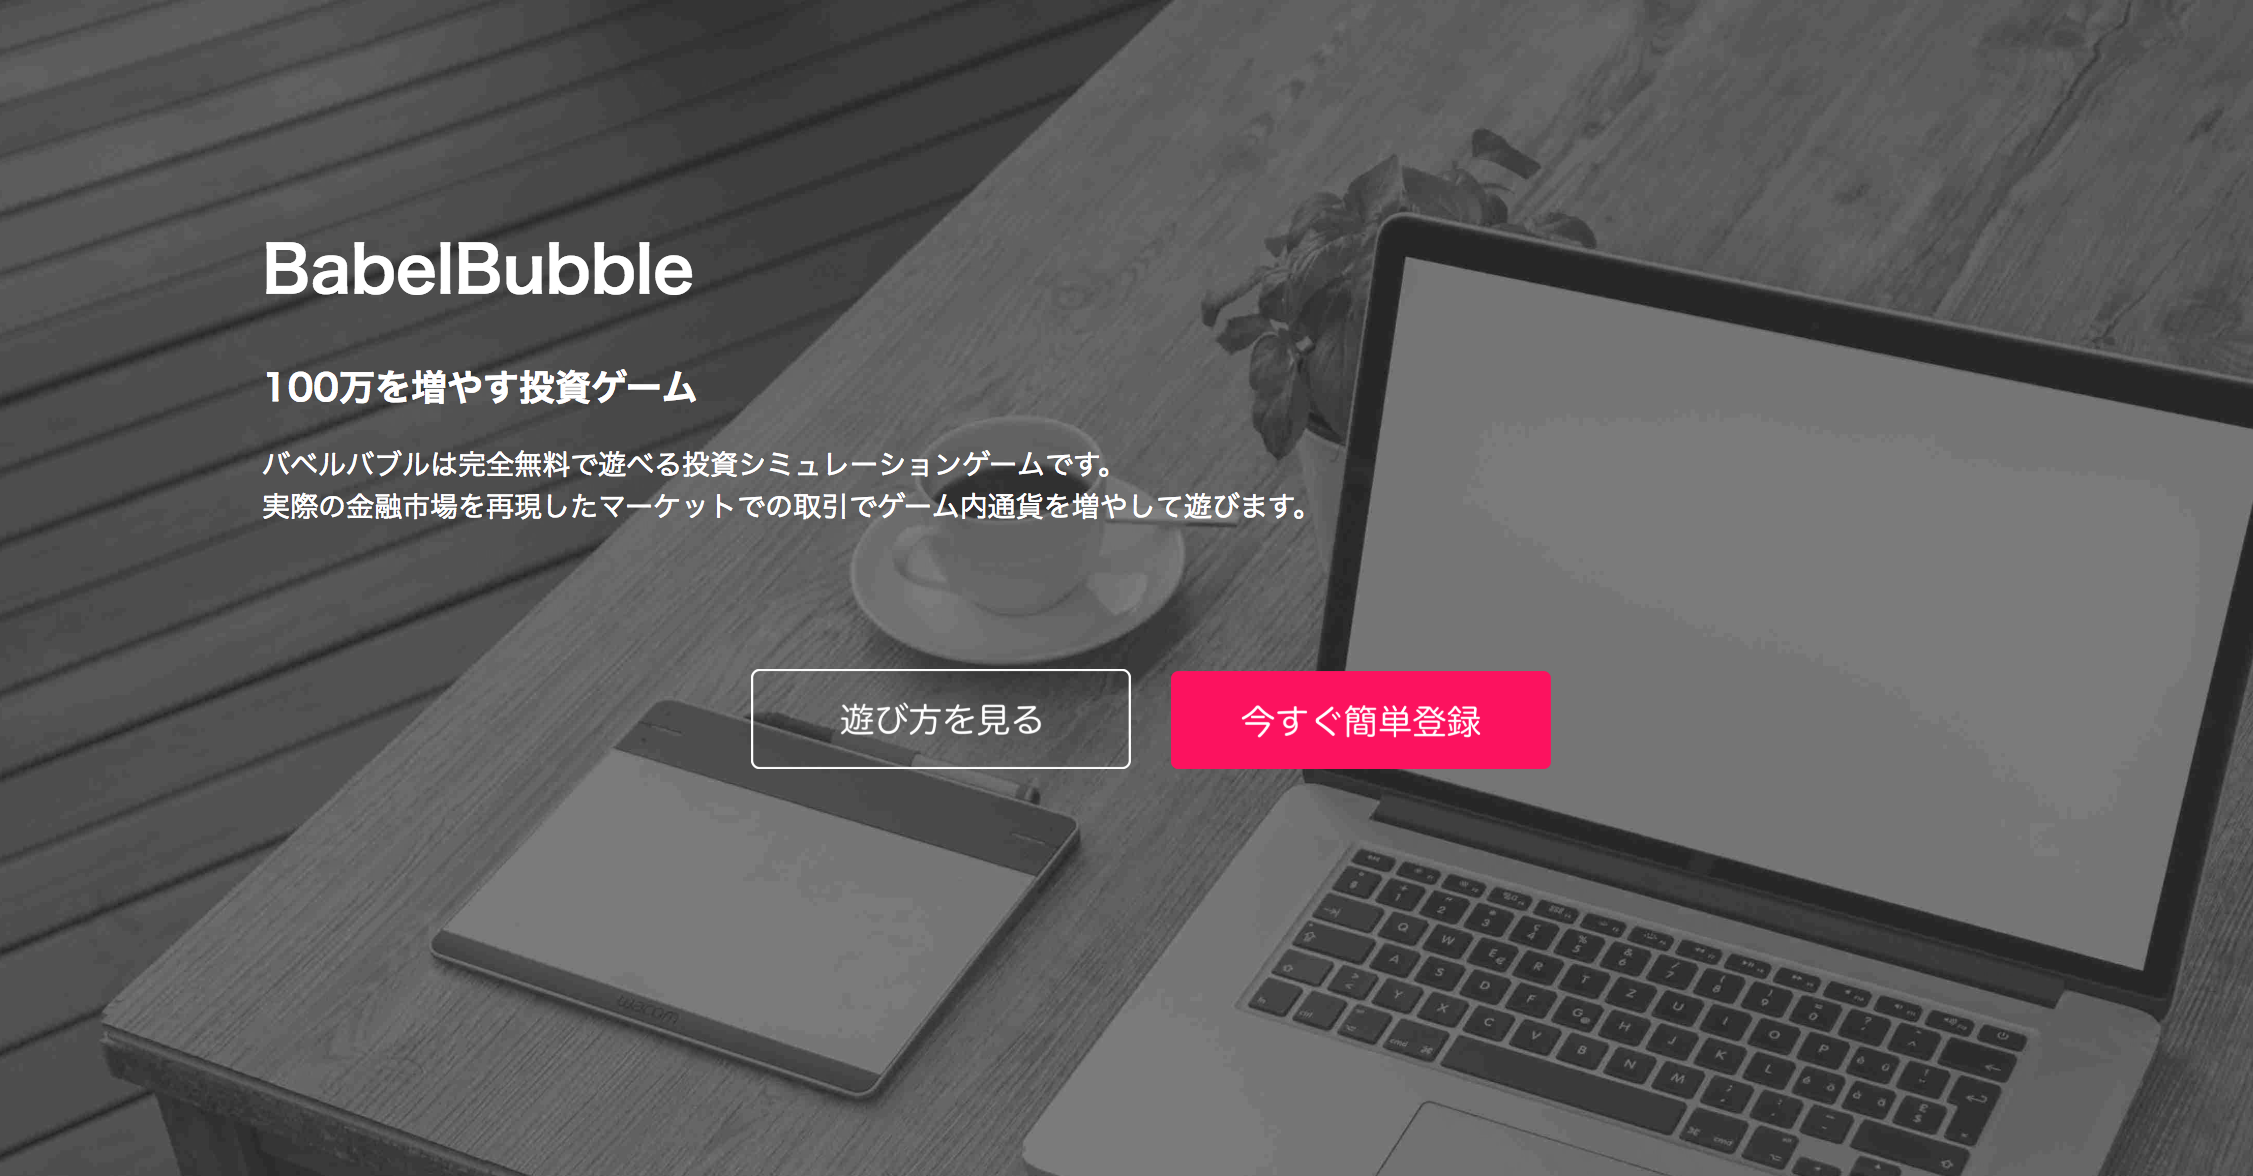 BabelBubble
100万を増やす投資ゲーム
バベルバブルは完全無料で遊べる投資シミュレーションゲームです。
実際の金融市場を再現したマーケットでの取引でゲーム内通貨を増やして遊びます。
遊び方を見る
今すぐ簡単登録
wacom